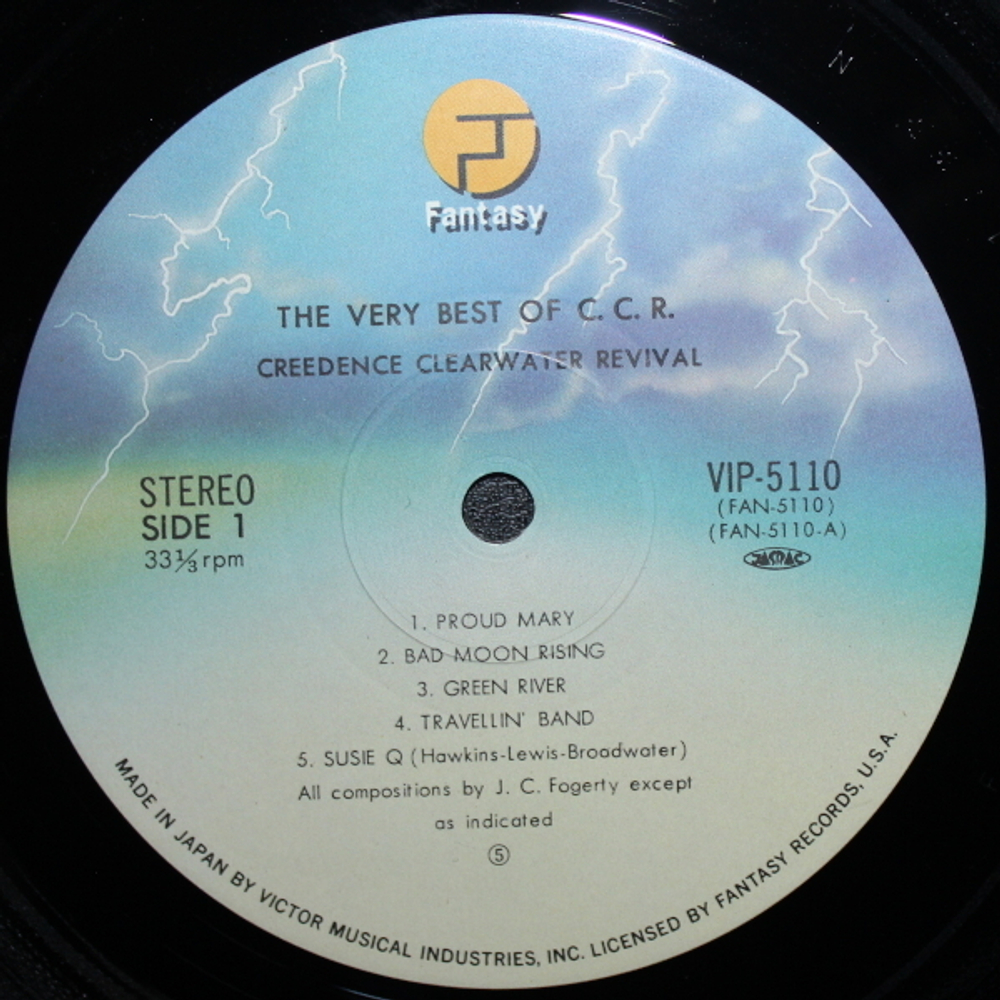 Fantasy
THE VERY BEST OF C. C. R.
CREEDENCE CLEARWATER REVIVAL
STEREO
SIDE 1
33⅓rpm
VIP-5110
(FAN-5110)
(FAN-5110-A)
JASRAC
1. PROUD MARY
2. BAD MOON RISING
3. GREEN RIVER
4. TRAVELLIN' BAND
5. SUSIE Q (Hawkins-Lewis-Broadwater)
All compositions by J. C. Fogerty except
as indicated
⑤
MADE IN JAPAN BY VICTOR MUSICAL INDUSTRIES, INC. LICENSED BY FANTASY RECORDS, U.S.A.